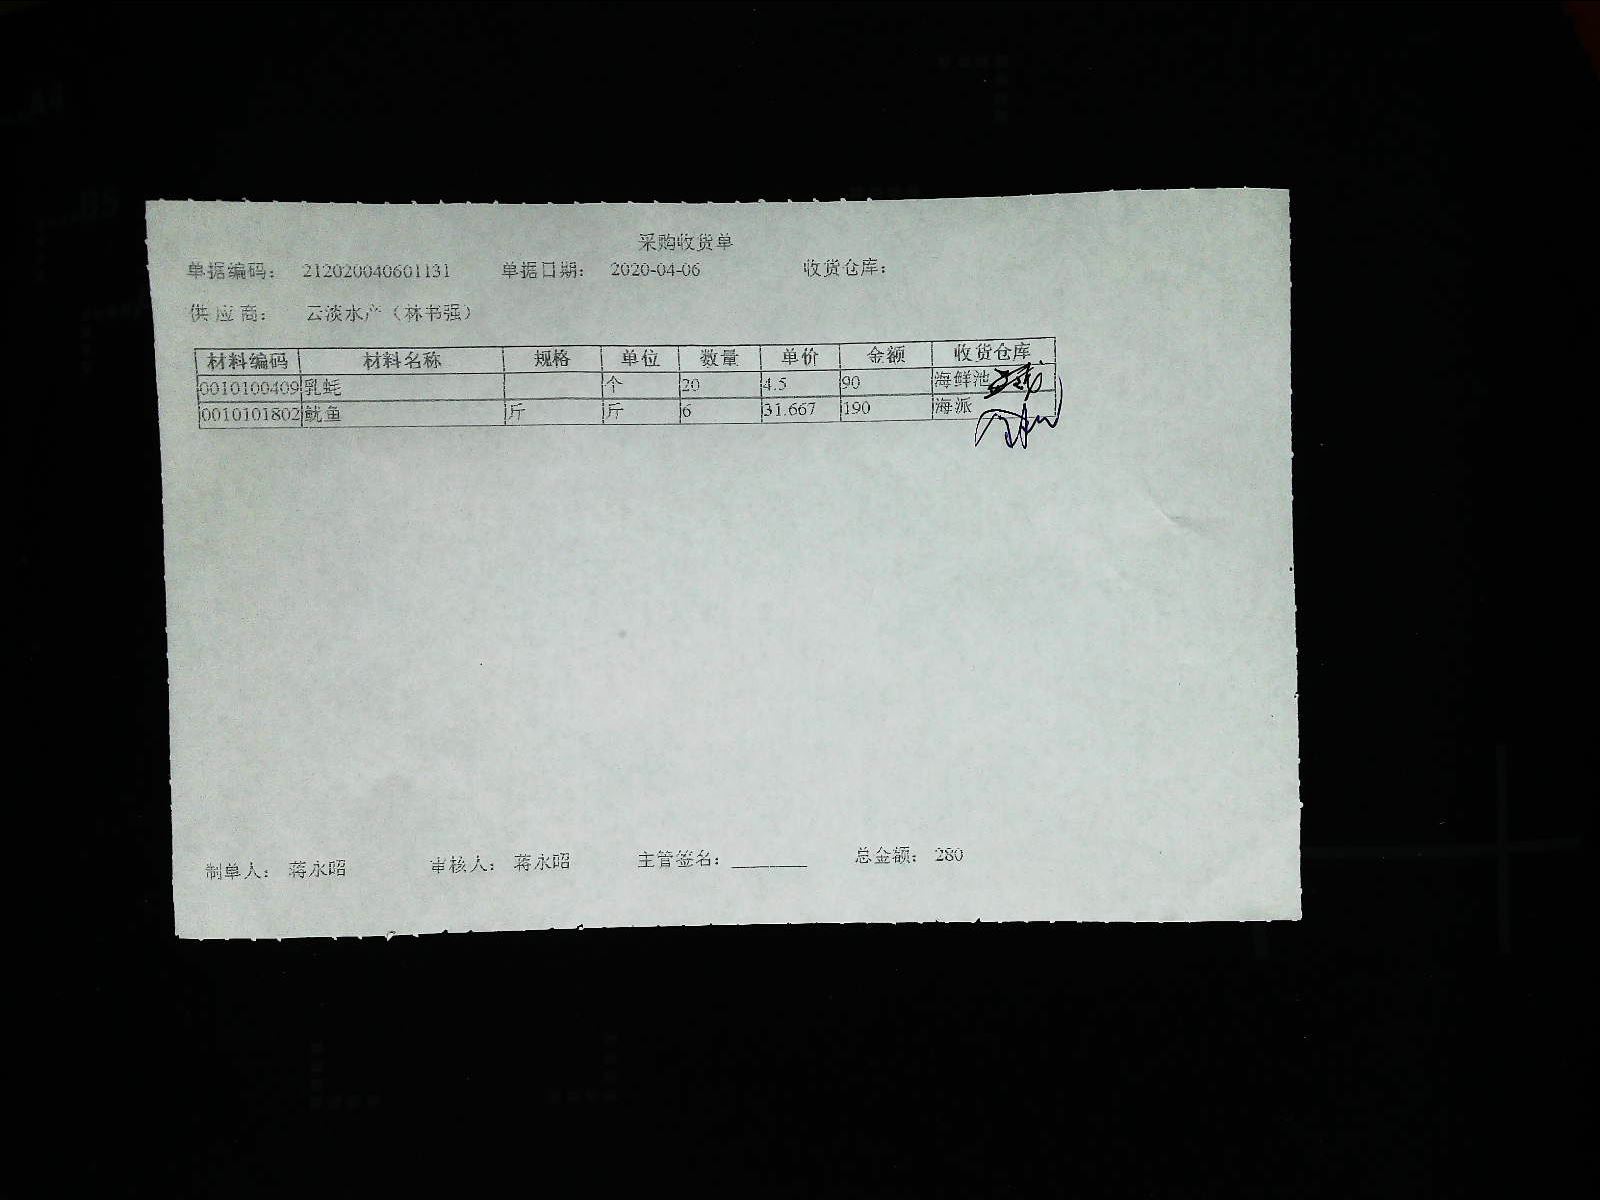 采购收货单
单据编码： 212020040601131 单据日期： 2020-04-06 收货仓库：
供应商： 云淡水产（林书强）
材料编码 材料名称 规格 单位 数量 单价 金额 收货仓库
0010100409 乳蚝 个 20 4.5 90 海鲜池
0010101802 鱿鱼 斤 斤 6 31.667 190 海派
制单人： 蒋永昭 审核人： 蒋永昭 主管签名：________ 总金额： 280